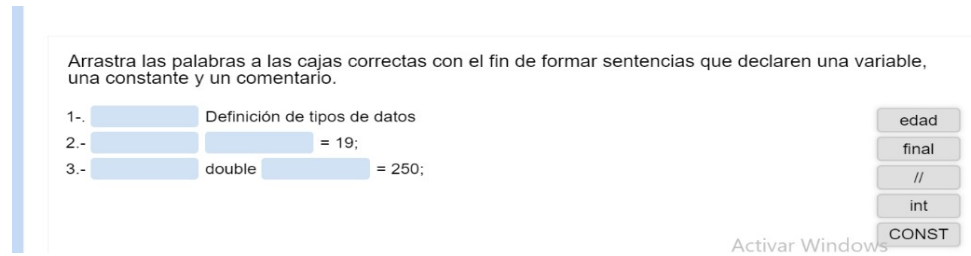 Arrastra las palabras a las cajas correctas con el fin de formar sentencias que declaren una variable,
una constante y un comentario.
1-. Definición de tipos de datos
2.- = 19;
3.- double = 250;
edad
final
//
int
CONST
Activar Windows